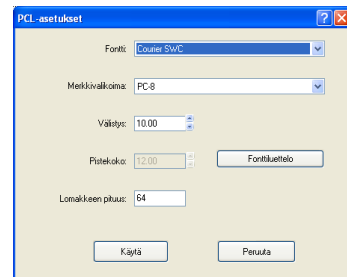 PCL-asetukset
Fontti: Courier SWC
Merkkivalikoima: PC-8
Välistys: 10.00
Pistekoko: 12.00 Fonttiluettelo
Lomakkeen pituus: 64
Käytä Peruuta